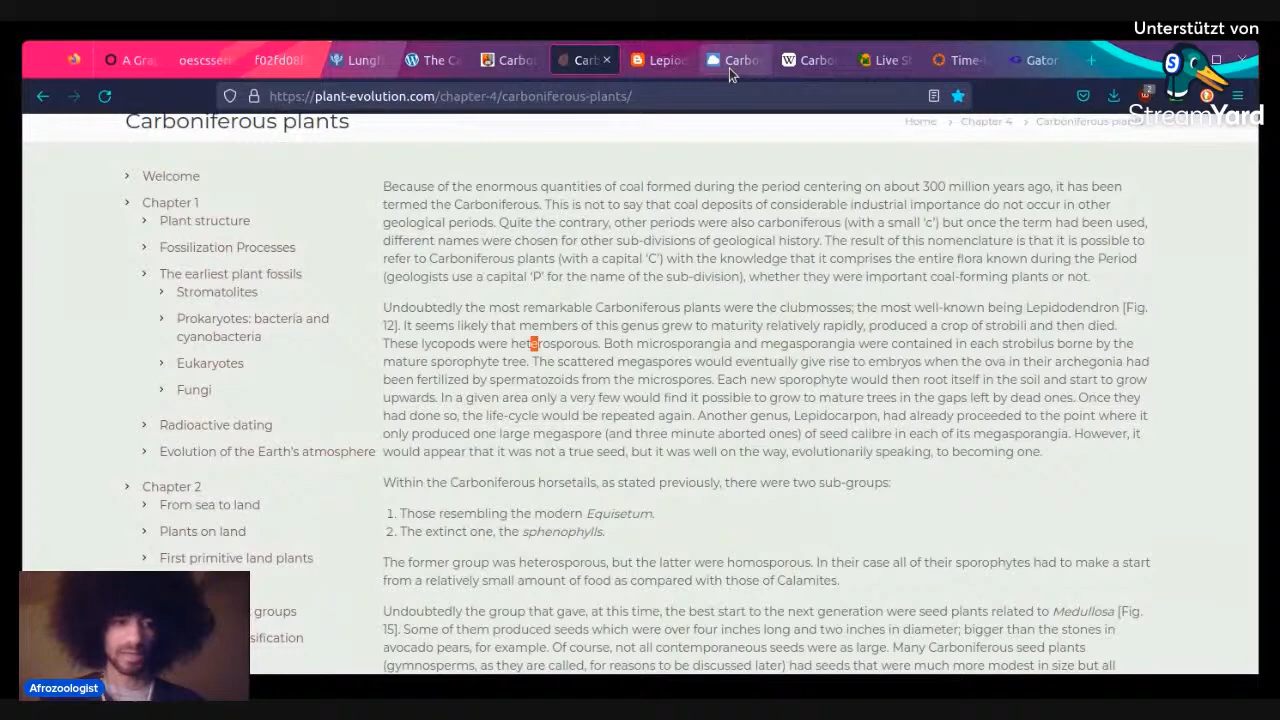 Unterstützt von
StreamYard
A Gra
oescsser
f02fd08f
Lungf
The Ca
Carbo
Carb
Lepio
Carbo
Carbo
Live S
Time-
Gator
https://plant-evolution.com/chapter-4/carboniferous-plants/
2
Carboniferous plants
Home > Chapter 4 > Carboniferous
Welcome
Chapter 1
Plant structure
Fossilization Processes
The earliest plant fossils
Stromatolites
Prokaryotes: bacteria and
cyanobacteria
Eukaryotes
Fungi
Radioactive dating
Evolution of the Earth's atmosphere
Chapter 2
From sea to land
Plants on land
First primitive land plants
groups
sification
Because of the enormous quantities of coal formed during the period centering on about 300 million years ago, it has been
termed the Carboniferous. This is not to say that coal deposits of considerable industrial importance do not occur in other
geological periods. Quite the contrary, other periods were also carboniferous (with a small 'c') but once the term had been used,
different names were chosen for other sub-divisions of geological history. The result of this nomenclature is that it is possible to
refer to Carboniferous plants (with a capital 'C') with the knowledge that it comprises the entire flora known during the Period
(geologists use a capital 'P' for the name of the sub-division), whether they were important coal-forming plants or not.
Undoubtedly the most remarkable Carboniferous plants were the clubmosses; the most well-known being Lepidodendron [Fig.
12]. It seems likely that members of this genus grew to maturity relatively rapidly, produced a crop of strobili and then died.
These lycopods were heterosporous. Both microsporangia and megasporangia were contained in each strobilus borne by the
mature sporophyte tree. The scattered megaspores would eventually give rise to embryos when the ova in their archegonia had
been fertilized by spermatozoids from the microspores. Each new sporophyte would then root itself in the soil and start to grow
upwards. In a given area only a very few would find it possible to grow to mature trees in the gaps left by dead ones. Once they
had done so, the life-cycle would be repeated again. Another genus, Lepidocarpon, had already proceeded to the point where it
only produced one large megaspore (and three minute aborted ones) of seed calibre in each of its megasporangia. However, it
would appear that it was not a true seed, but it was well on the way, evolutionarily speaking, to becoming one.
Within the Carboniferous horsetails, as stated previously, there were two sub-groups:
1. Those resembling the modern Equisetum.
2. The extinct one, the sphenophylls.
The former group was heterosporous, but the latter were homosporous. In their case all of their sporophytes had to make a start
from a relatively small amount of food as compared with those of Calamites.
Undoubtedly the group that gave, at this time, the best start to the next generation were seed plants related to Medullosa [Fig.
15]. Some of them produced seeds which were over four inches long and two inches in diameter; bigger than the stones in
avocado pears, for example. Of course, not all contemporaneous seeds were as large. Many Carboniferous seed plants
(gymnosperms, as they are called, for reasons to be discussed later) had seeds that were much more modest in size but all
Afrozoologist